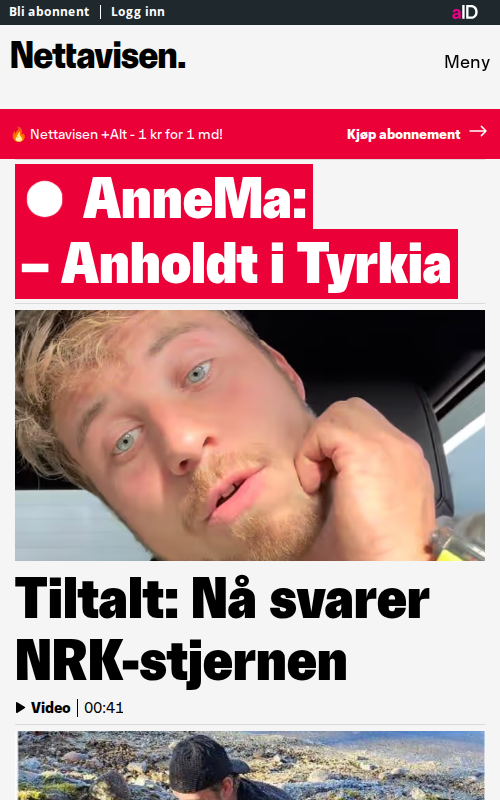 Bli abonnent | Logg inn
aID
Nettavisen.
Meny
🔥 Nettavisen +Alt - 1 kr for 1 md!
Kjøp abonnement →
AnneMa:
– Anholdt i Tyrkia
Tiltalt: Nå svarer
NRK-stjernen
Video | 00:41